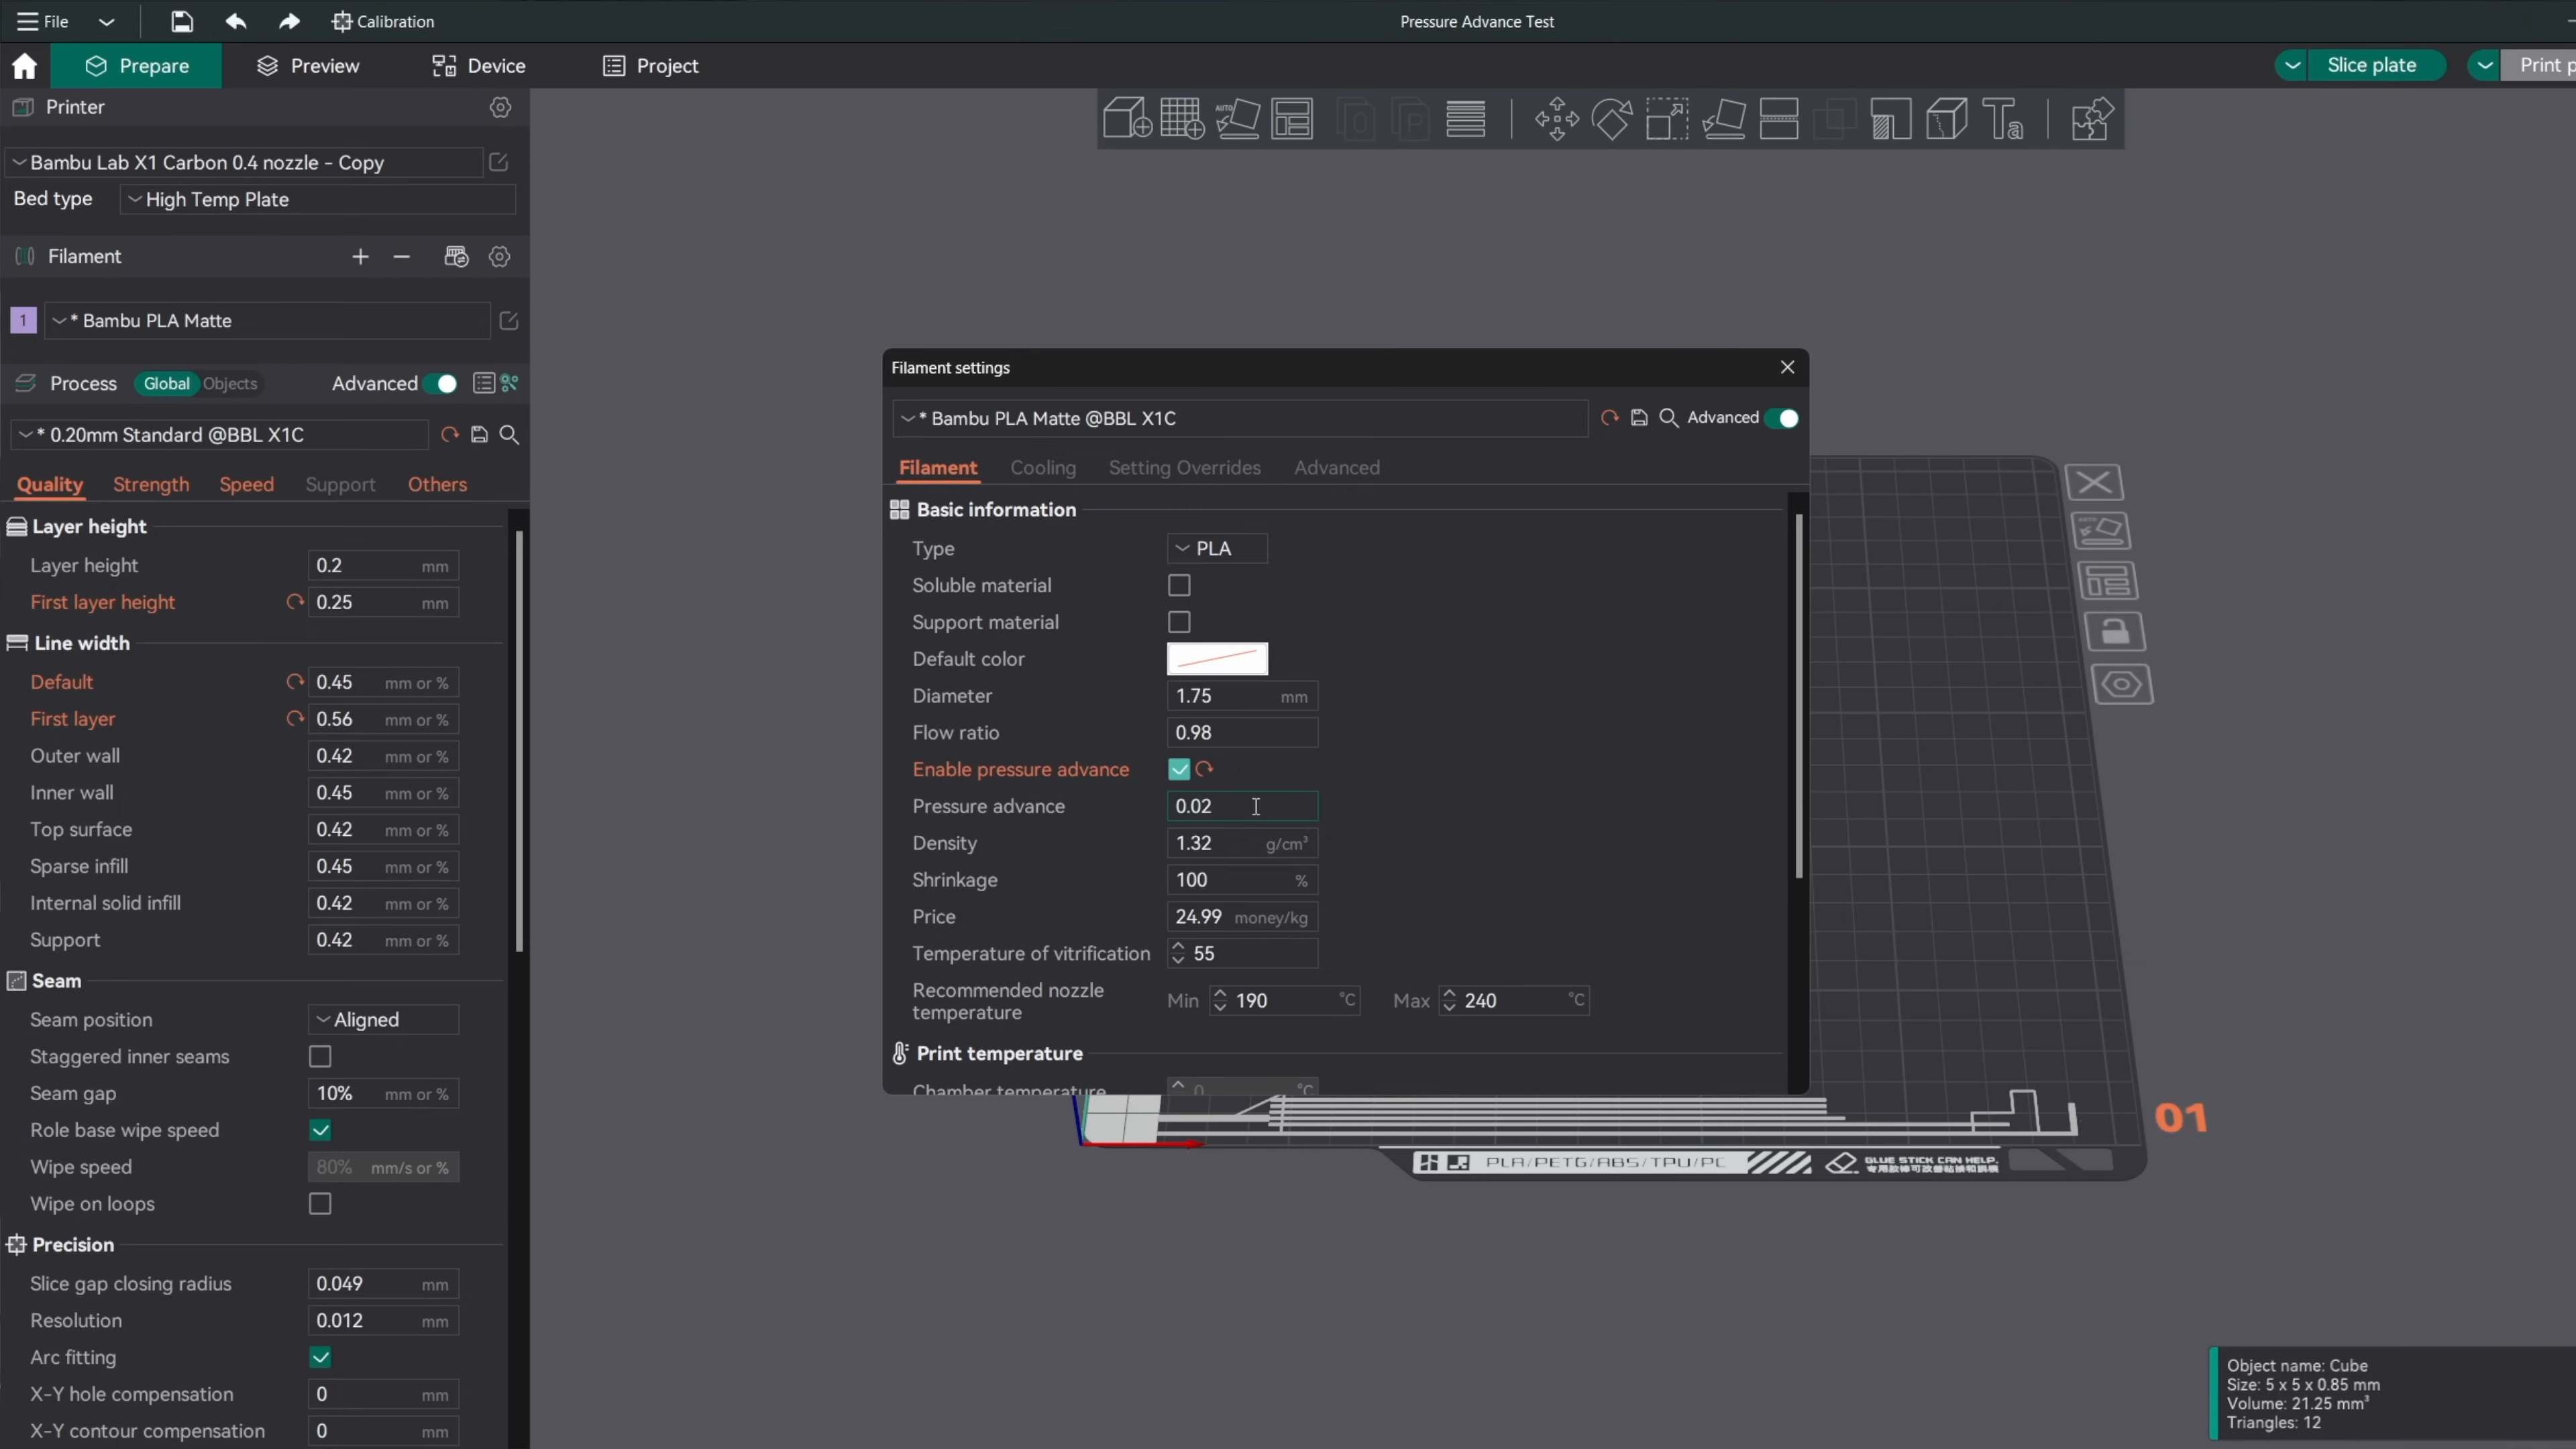 File
Calibration
Pressure Advance Test
Prepare
Preview
Device
Project
Slice plate
Print p
Printer
Bambu Lab X1 Carbon 0.4 nozzle - Copy
Bed type
High Temp Plate
Filament
1
* Bambu PLA Matte
Process
Global
Objects
Advanced
* 0.20mm Standard @BBL X1C
Quality
Strength
Speed
Support
Others
Layer height
Layer height 0.2 mm
First layer height 0.25 mm
Line width
Default 0.45 mm or %
First layer 0.56 mm or %
Outer wall 0.42 mm or %
Inner wall 0.45 mm or %
Top surface 0.42 mm or %
Sparse infill 0.45 mm or %
Internal solid infill 0.42 mm or %
Support 0.42 mm or %
Seam
Seam position Aligned
Staggered inner seams
Seam gap 10% mm or %
Role base wipe speed
Wipe speed 80% mm/s or %
Wipe on loops
Precision
Slice gap closing radius 0.049 mm
Resolution 0.012 mm
Arc fitting
X-Y hole compensation 0 mm
X-Y contour compensation 0 mm
AUTO
Ta
Filament settings
* Bambu PLA Matte @BBL X1C
Advanced
Filament
Cooling
Setting Overrides
Advanced
Basic information
Type PLA
Soluble material
Support material
Default color
Diameter 1.75 mm
Flow ratio 0.98
Enable pressure advance
Pressure advance 0.02
Density 1.32 g/cm³
Shrinkage 100 %
Price 24.99 money/kg
Temperature of vitrification 55
Recommended nozzle
temperature
Min 190 °C Max 240 °C
Print temperature
Chamber temperature 0 °C
01
PLA/PETG/ABS/TPU/PC
GLUE STICK CAN HELP.
Object name: Cube
Size: 5 x 5 x 0.85 mm
Volume: 21.25 mm³
Triangles: 12